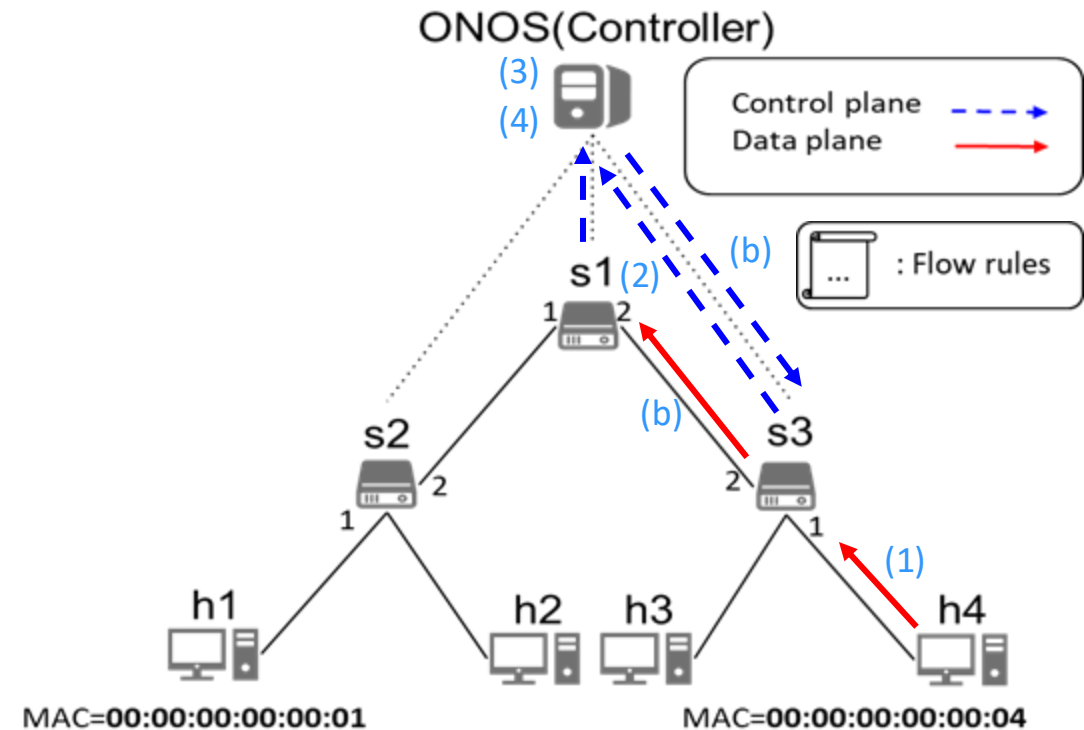 ONOS(Controller)
(3)
(4)
Control plane
Data plane
(b)
... : Flow rules
s1 (2)
1 2
(b)
s2
s3
2
2
1
1
(1)
h1
h2
h3
h4
MAC=00:00:00:00:00:01
MAC=00:00:00:00:00:04